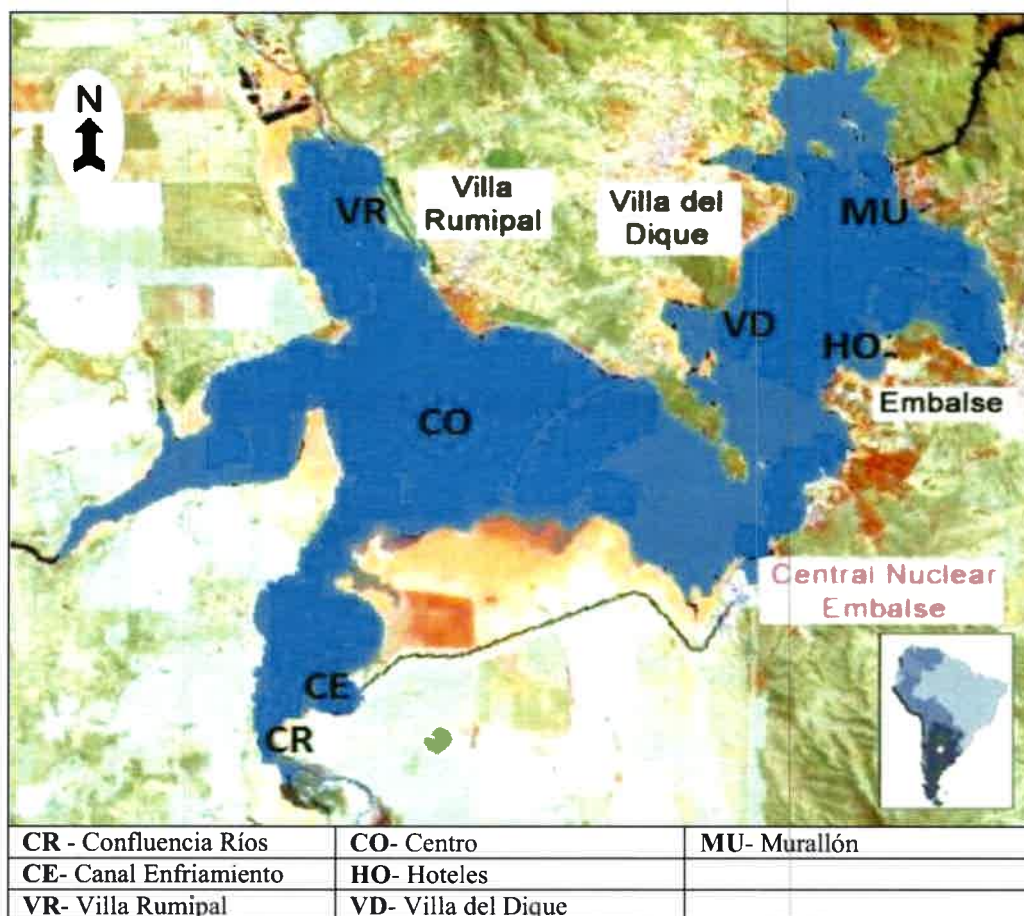 N
VR
Villa
Rumipal
Villa del
Dique
MU
VD
HO
Embalse
CO
Central Nuclear
Embalse
CE
CR
CR - Confluencia Ríos
CO- Centro
MU- Murallón
CE- Canal Enfriamiento
HO- Hoteles
VR- Villa Rumipal
VD- Villa del Dique